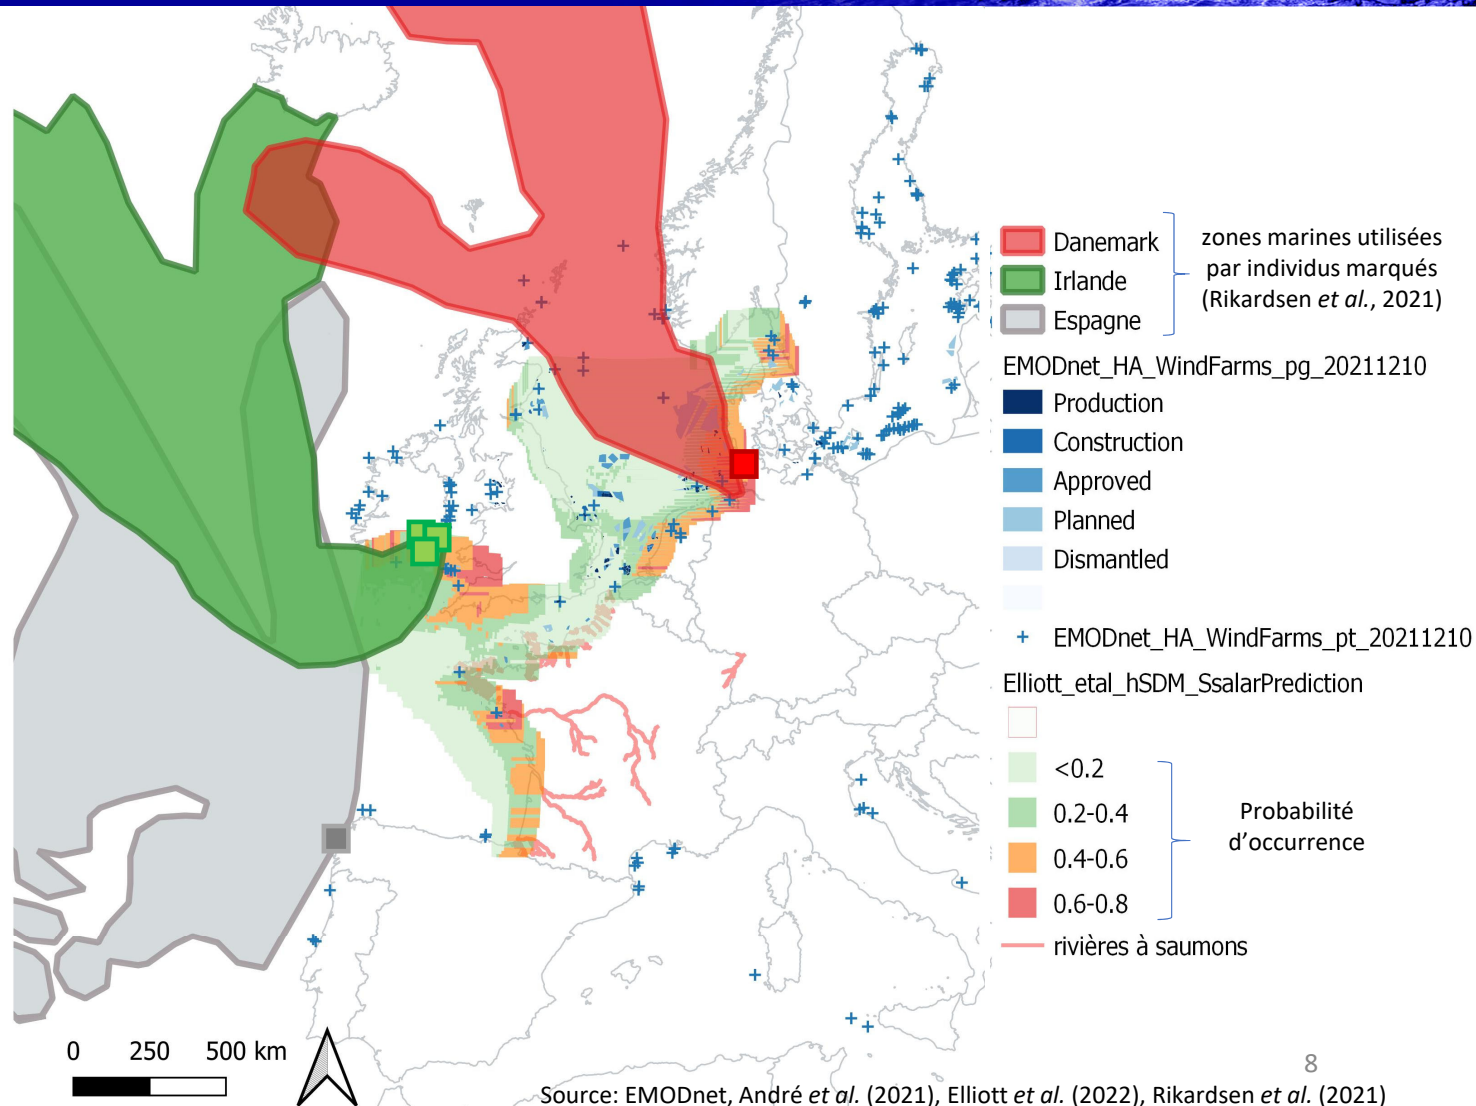 Danemark
Irlande
Espagne
zones marines utilisées
par individus marqués
(Rikardsen et al., 2021)
EMODnet_HA_WindFarms_pg_20211210
Production
Construction
Approved
Planned
Dismantled
EMODnet_HA_WindFarms_pt_20211210
Elliott_etal_hSDM_SsalarPrediction
<0.2
0.2-0.4
0.4-0.6
0.6-0.8
Probabilité
d'occurrence
rivières à saumons
0 250 500 km
8
Source: EMODnet, André et al. (2021), Elliott et al. (2022), Rikardsen et al. (2021)